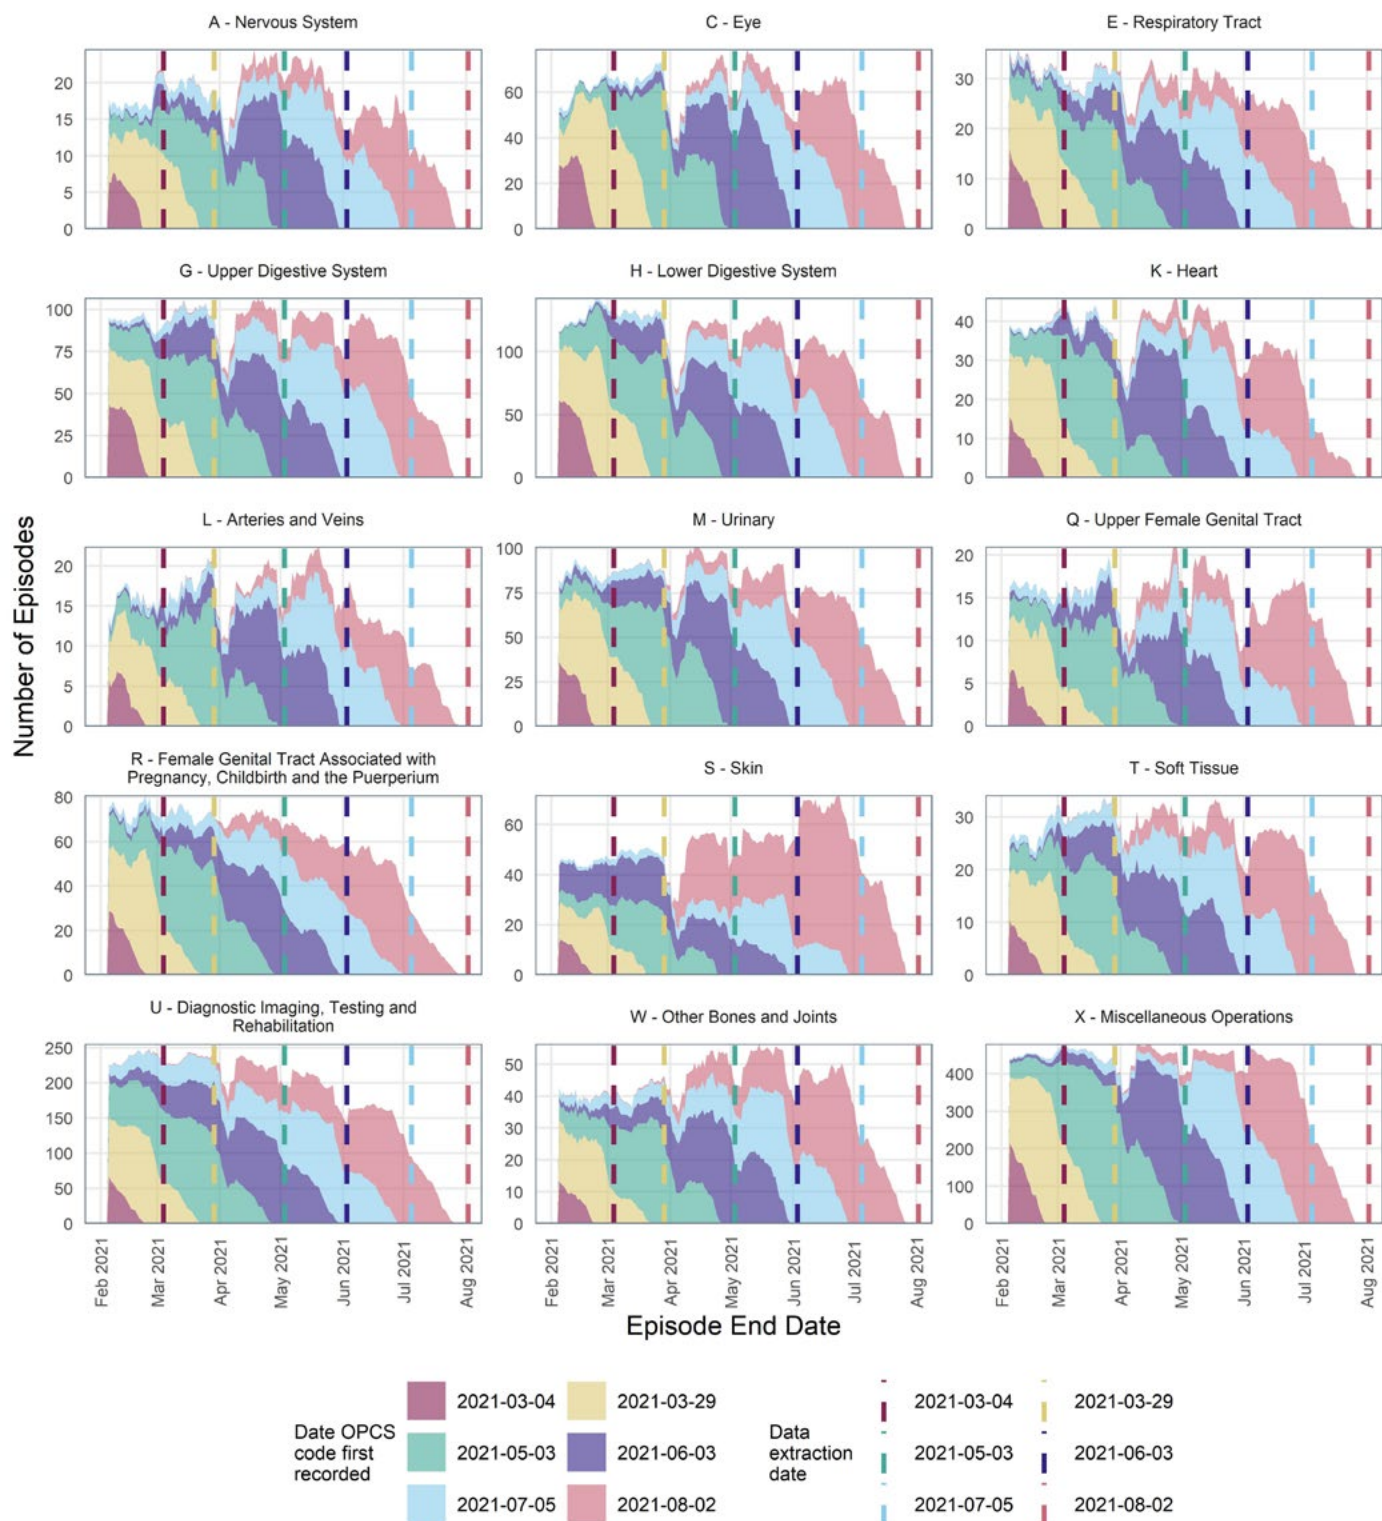 A - Nervous System
C - Eye
E - Respiratory Tract
20
15
10
5
0
60
40
20
0
30
20
10
0
G - Upper Digestive System
H - Lower Digestive System
K - Heart
100
75
50
25
0
100
50
0
40
30
20
10
0
L - Arteries and Veins
M - Urinary
Q - Upper Female Genital Tract
20
15
10
5
0
100
75
50
25
0
20
15
10
5
0
Number of Episodes
R - Female Genital Tract Associated with
Pregnancy, Childbirth and the Puerperium
S - Skin
T - Soft Tissue
80
60
40
20
0
60
40
20
0
30
20
10
0
U - Diagnostic Imaging, Testing and
Rehabilitation
W - Other Bones and Joints
X - Miscellaneous Operations
250
200
150
100
50
0
50
40
30
20
10
0
400
300
200
100
0
Feb 2021
Mar 2021
Apr 2021
May 2021
Jun 2021
Jul 2021
Aug 2021
Feb 2021
Mar 2021
Apr 2021
May 2021
Jun 2021
Jul 2021
Aug 2021
Feb 2021
Mar 2021
Apr 2021
May 2021
Jun 2021
Jul 2021
Aug 2021
Episode End Date
Date OPCS
code first
recorded
2021-03-04
2021-03-29
2021-05-03
2021-06-03
2021-07-05
2021-08-02
Data
extraction
date
2021-03-04
2021-03-29
2021-05-03
2021-06-03
2021-07-05
2021-08-02